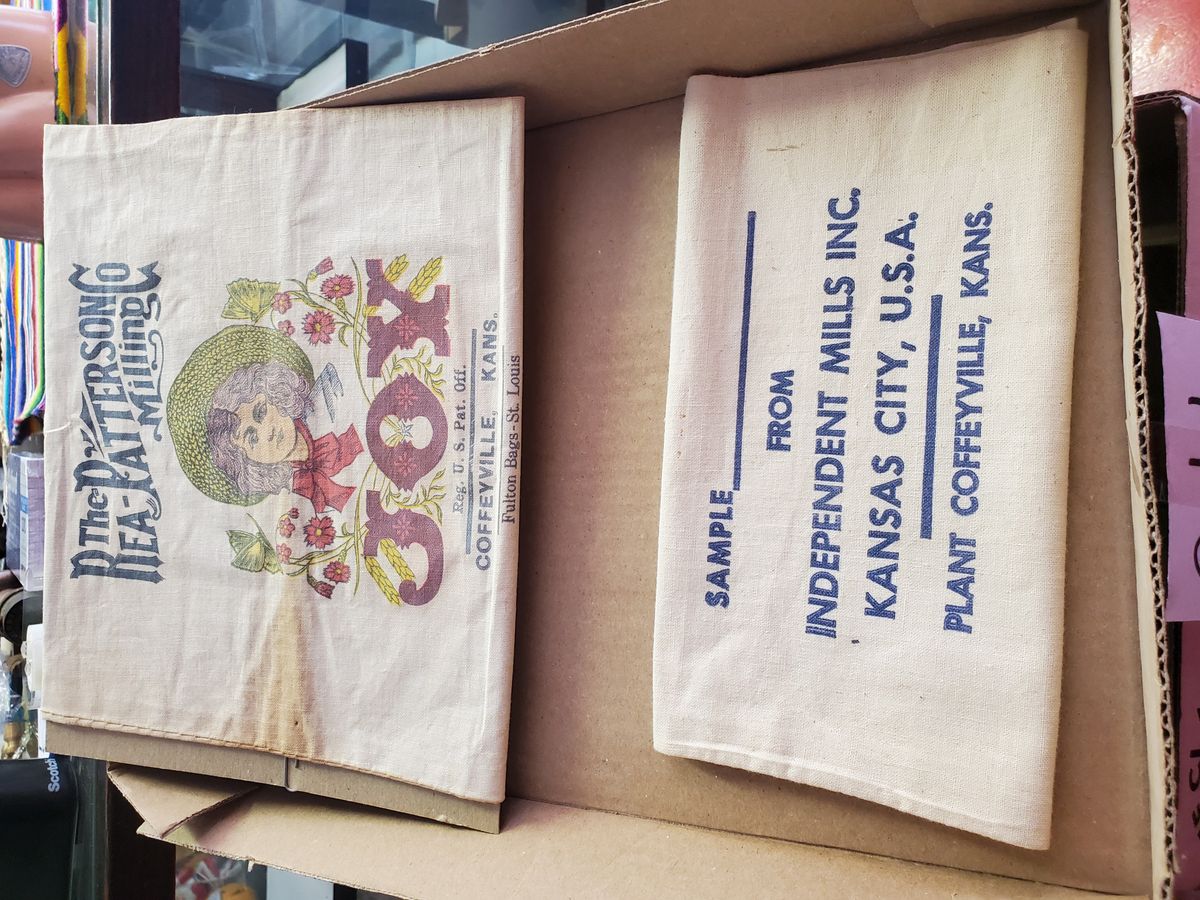 The
REA-PATTERSON
Milling Co
JOY
Reg. U. S. Pat. Off.
COFFEYVILLE, KANS.
Fulton Bags-St. Louis
SAMPLE
FROM
INDEPENDENT MILLS INC.
KANSAS CITY, U.S.A.
PLANT COFFEYVILLE, KANS.
Scotch